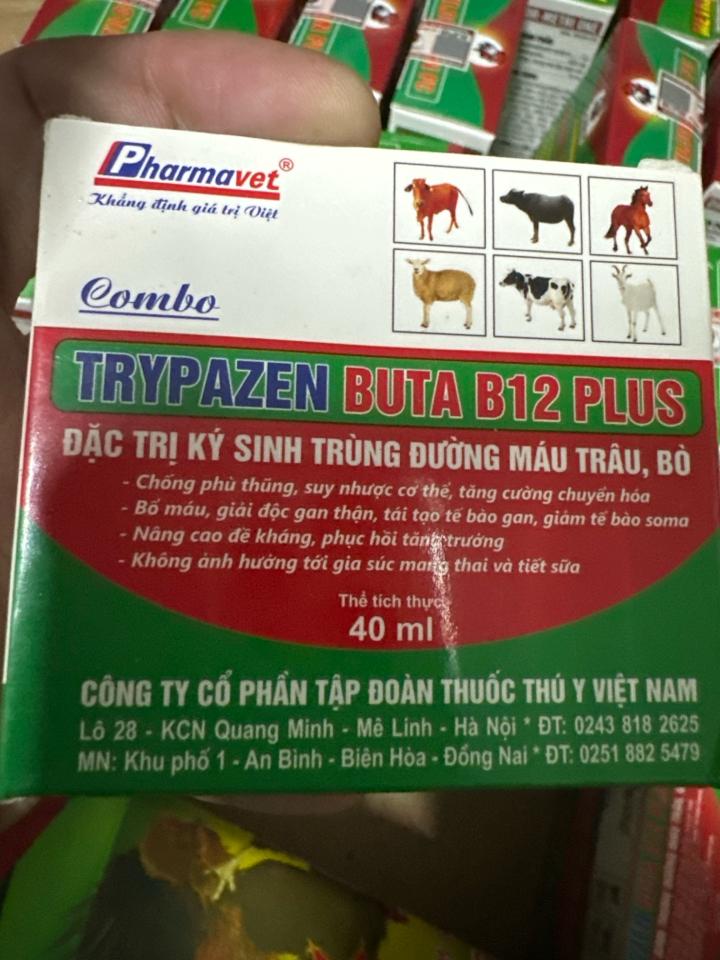 Pharmavet®
Khẳng định giá trị Việt
Combo
TRYPAZEN BUTA B12 PLUS
ĐẶC TRỊ KÝ SINH TRÙNG ĐƯỜNG MÁU TRÂU, BÒ
- Chống phù thũng, suy nhược cơ thể, tăng cường chuyển hóa
- Bổ máu, giải độc gan thận, tái tạo tế bào gan, giảm tế bào soma
- Nâng cao đề kháng, phục hồi tăng trưởng
- Không ảnh hưởng tới gia súc mang thai và tiết sữa
Thể tích thực
40 ml
CÔNG TY CỔ PHẦN TẬP ĐOÀN THUỐC THÚ Y VIỆT NAM
Lô 28 - KCN Quang Minh - Mê Linh - Hà Nội * ĐT: 0243 818 2625
MN: Khu phố 1 - An Bình - Biên Hòa - Đồng Nai * ĐT: 0251 882 5479